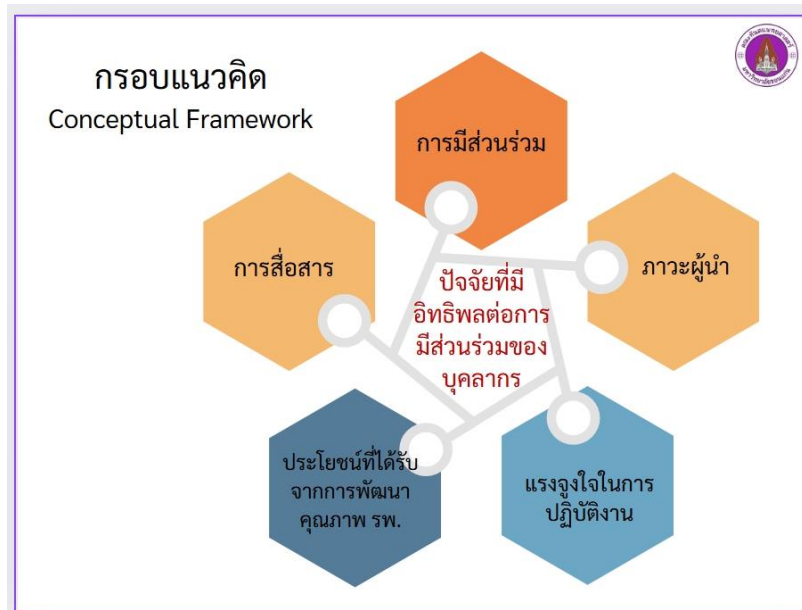 กรอบแนวคิด
Conceptual Framework
การมีส่วนร่วม
การสื่อสาร
ภาวะผู้นำ
ปัจจัยที่มี
อิทธิพลต่อการ
มีส่วนร่วมของ
บุคลากร
ประโยชน์ที่ได้รับ
จากการพัฒนา
คุณภาพ รพ.
แรงจูงใจในการ
ปฏิบัติงาน